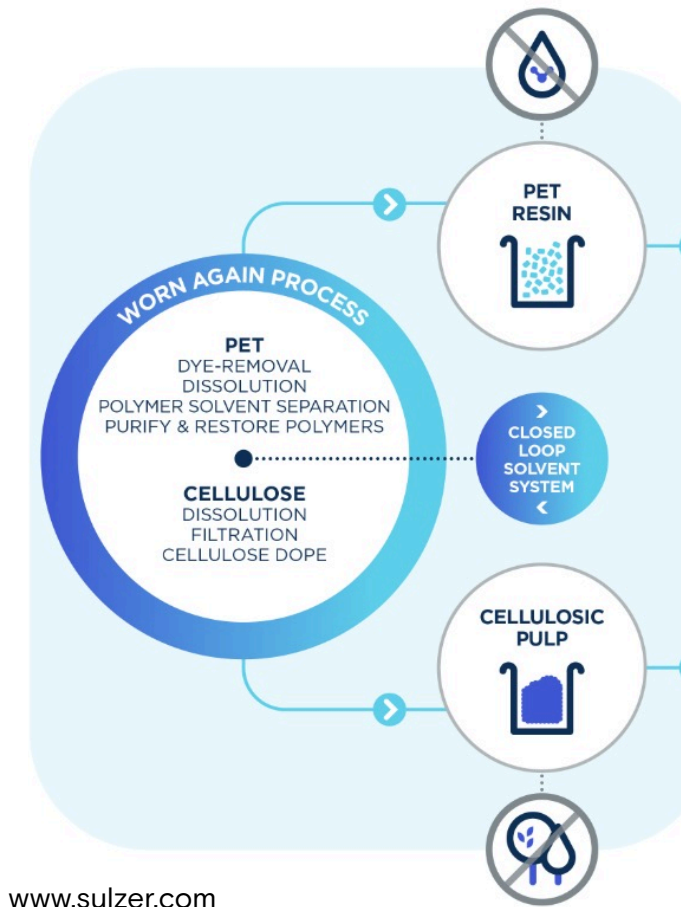 PET
RESIN
WORN AGAIN PROCESS
PET
DYE-REMOVAL
DISSOLUTION
POLYMER SOLVENT SEPARATION
PURIFY & RESTORE POLYMERS
CELLULOSE
DISSOLUTION
FILTRATION
CELLULOSE DOPE
CLOSED
LOOP
SOLVENT
SYSTEM
CELLULOSIC
PULP
www.sulzer.com